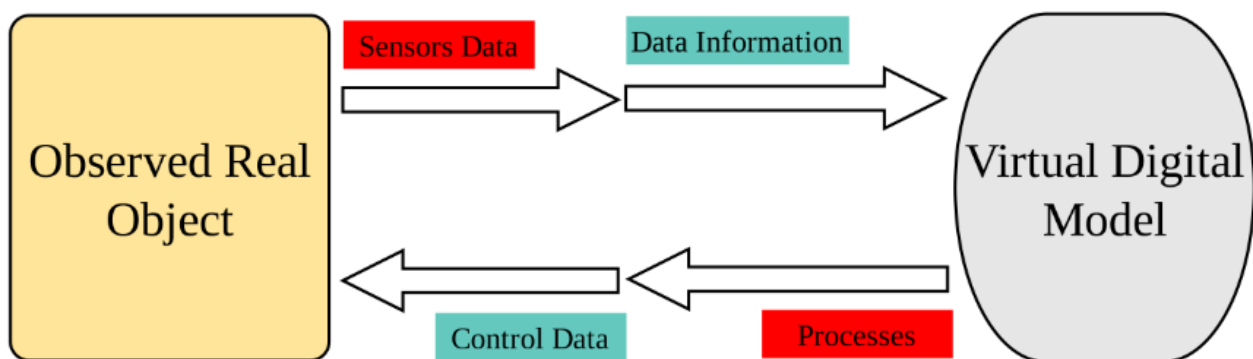 Sensors Data
Data Information
Observed Real
Object
Virtual Digital
Model
Control Data
Processes